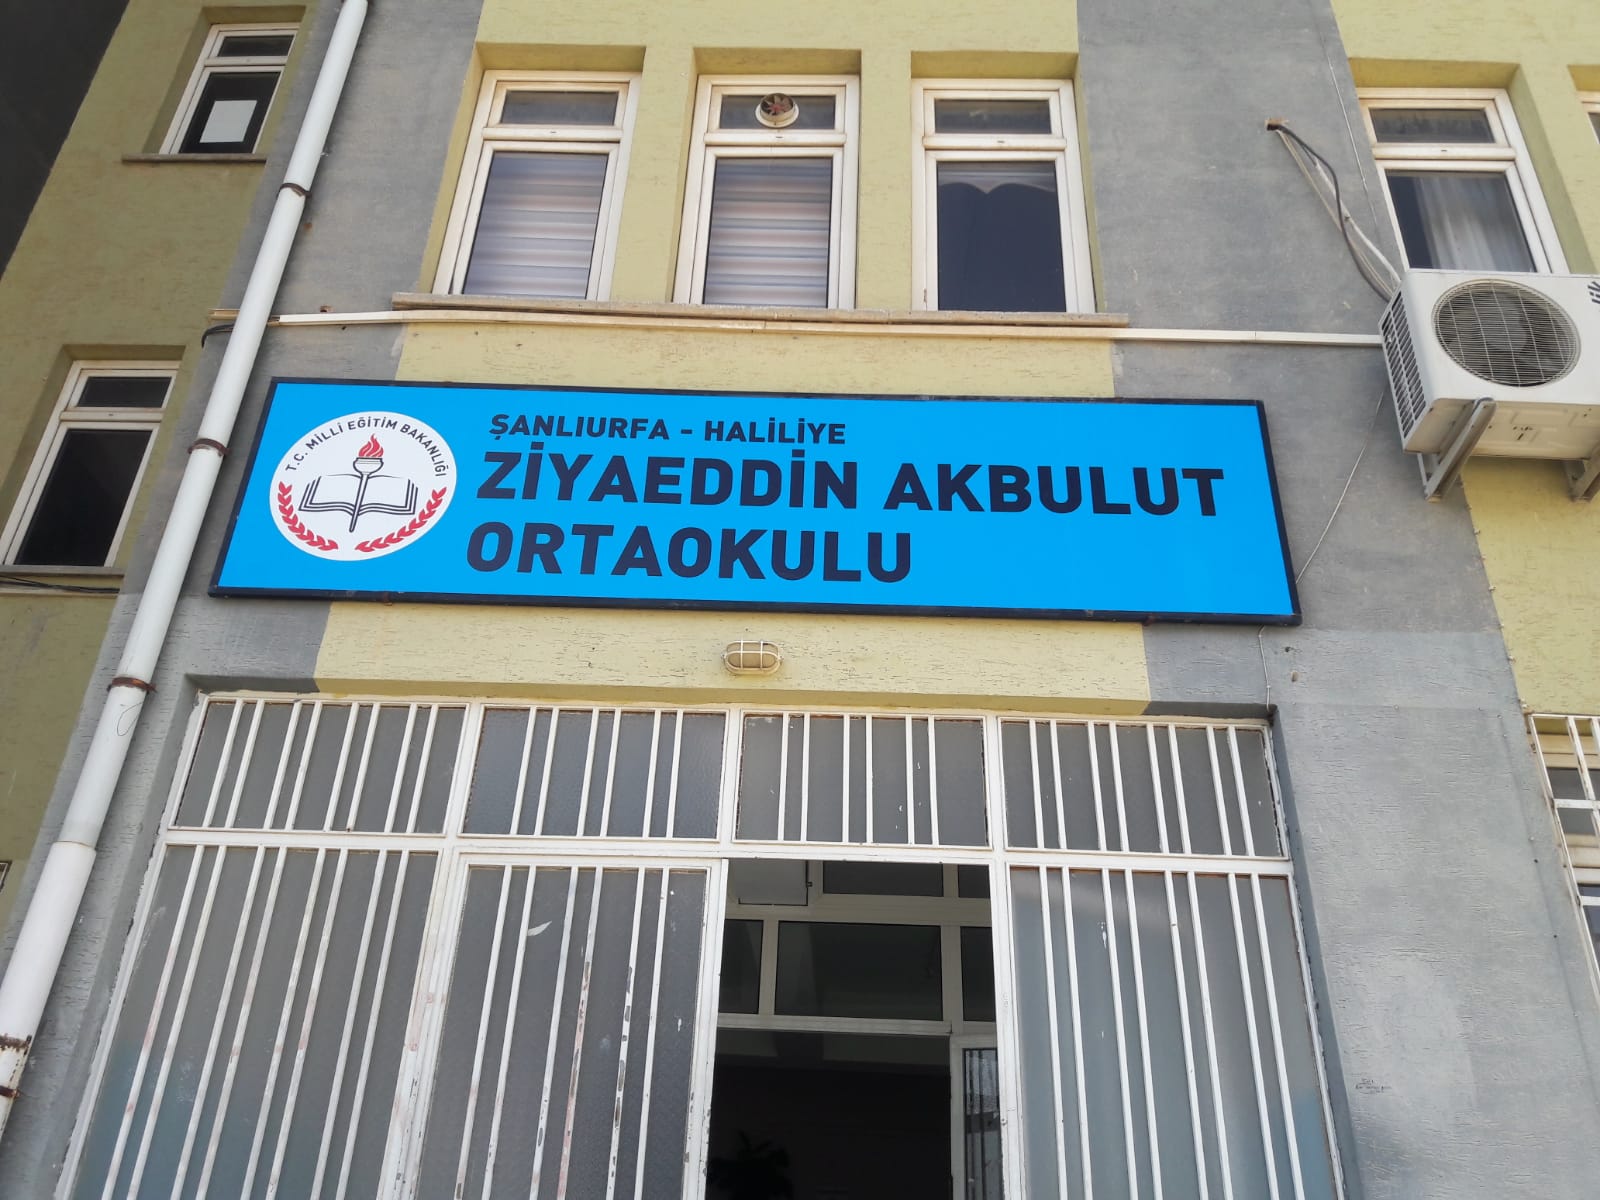 T.C. MİLLİ EĞİTİM BAKANLIĞI
ŞANLIURFA - HALİLİYE
ZİYAEDDİN AKBULUT
ORTAOKULU